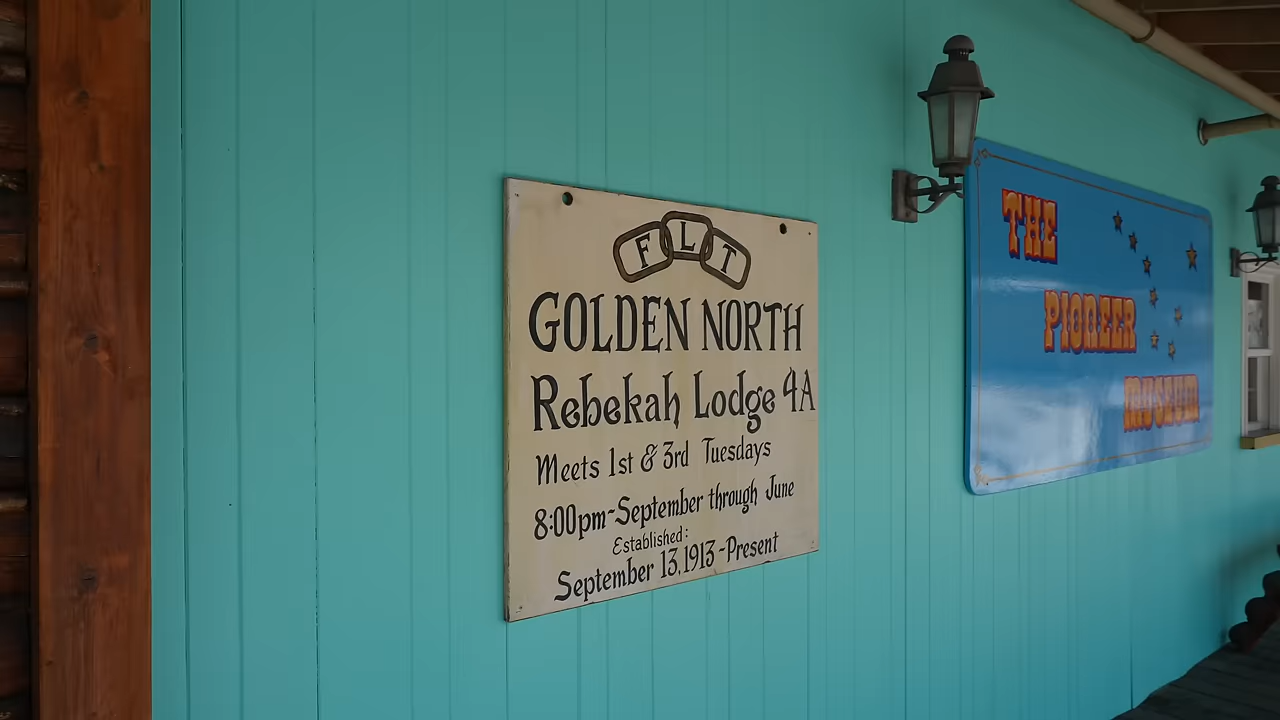 F L T
GOLDEN NORTH
Rebekah Lodge 4A
Meets 1st & 3rd Tuesdays
8:00pm-September through June
Established:
September 13, 1913-Present
THE
PIONEER
MUSEUM